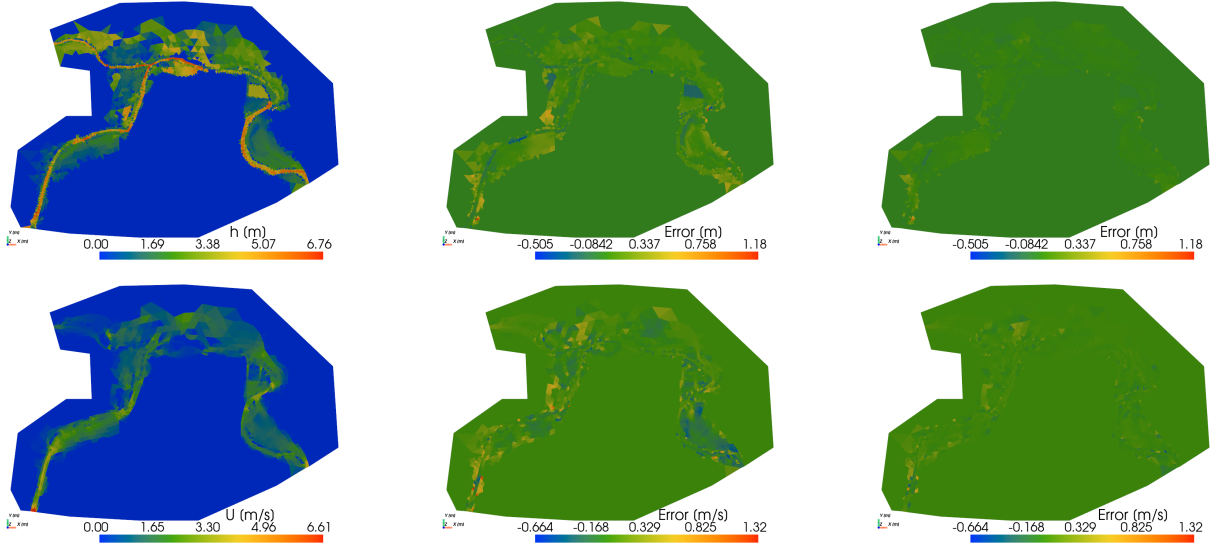 h (m)
0.00 1.69 3.38 5.07 6.76
Y (m)
Z X (m)
Error (m)
-0.505 -0.0842 0.337 0.758 1.18
Y (m)
Z X (m)
Error (m)
-0.505 -0.0842 0.337 0.758 1.18
Y (m)
Z X (m)
U (m/s)
0.00 1.65 3.30 4.96 6.61
Y (m)
Z X (m)
Error (m/s)
-0.664 -0.168 0.329 0.825 1.32
Y (m)
Z X (m)
Error (m/s)
-0.664 -0.168 0.329 0.825 1.32
Y (m)
Z X (m)